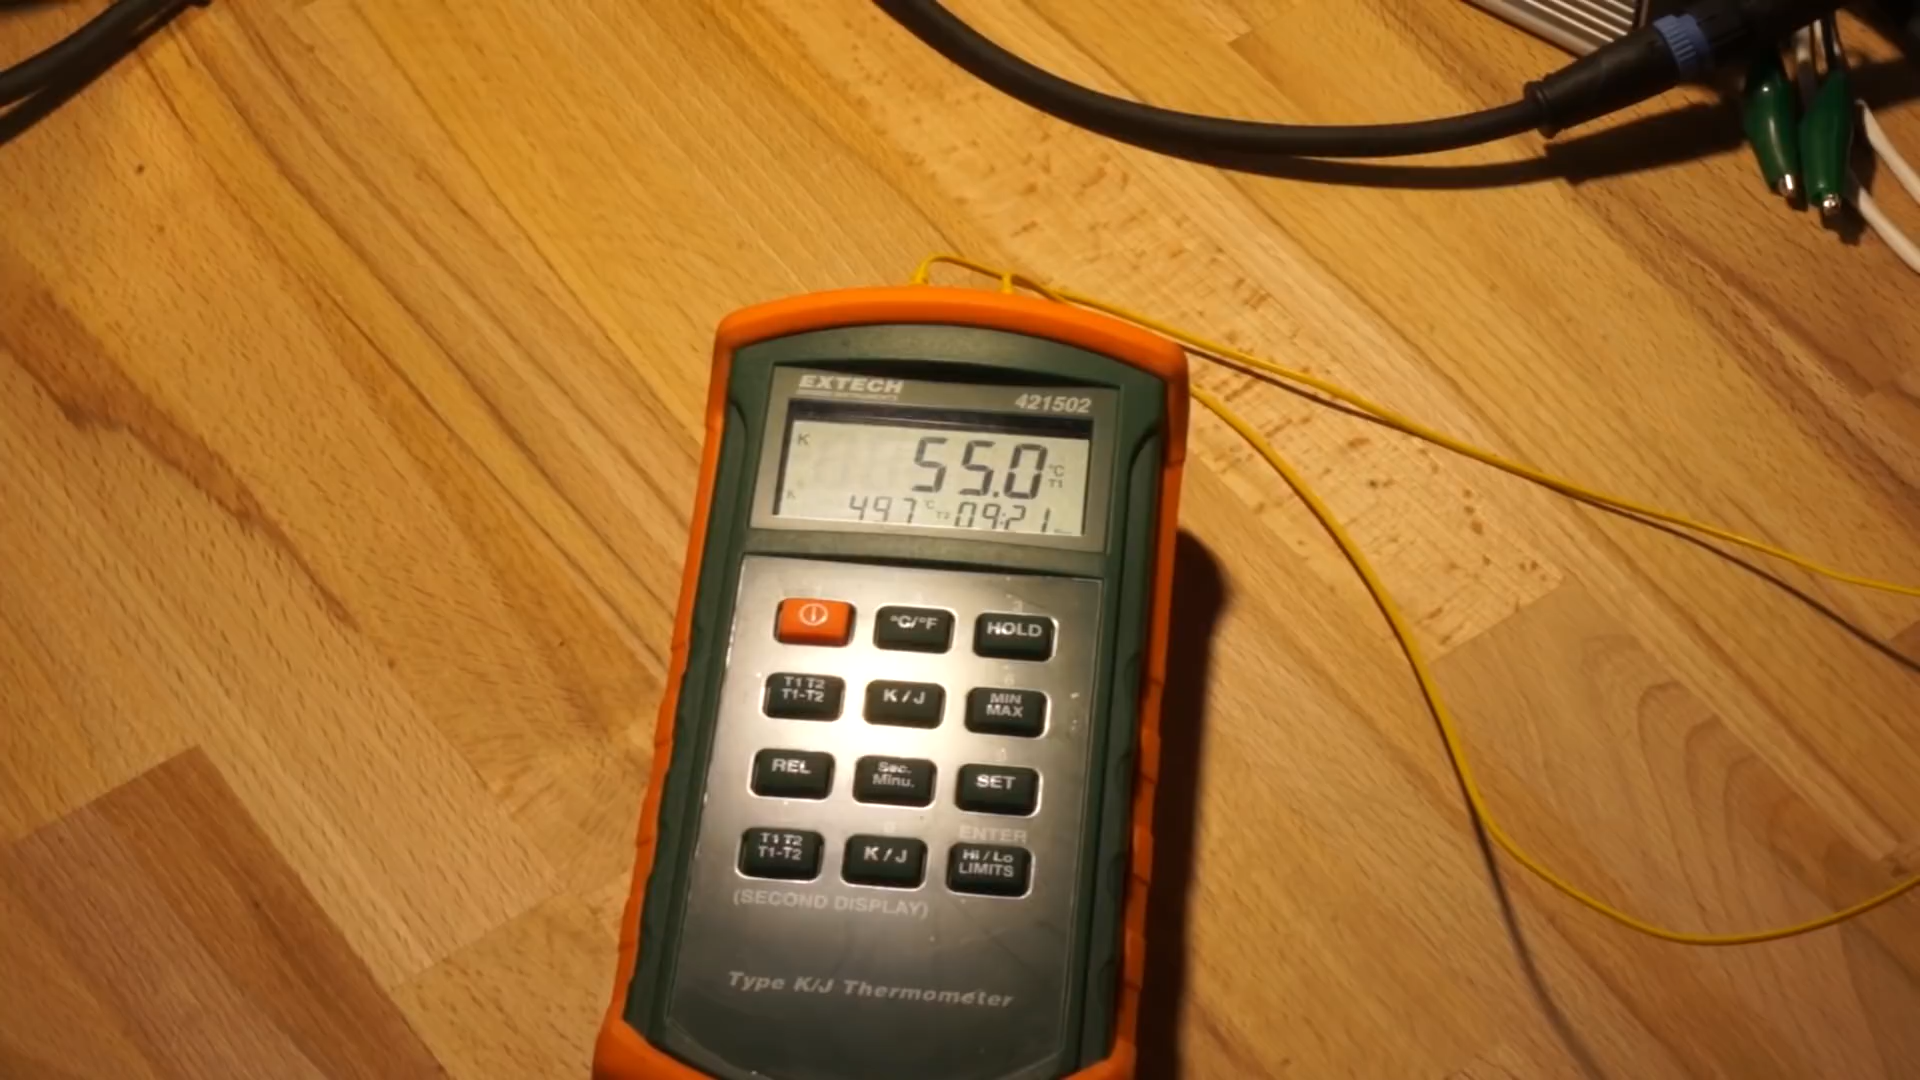 EXTECH
421502
K
55.0 °C
T1
K 49.7 °C T2 09:21
°C/°F HOLD
T1 T2
T1-T2
K / J
MIN
MAX
REL
Sec.
Minu.
SET
T1 T2
T1-T2
K / J
ENTER
Hi / Lo
LIMITS
(SECOND DISPLAY)
Type K/J Thermometer